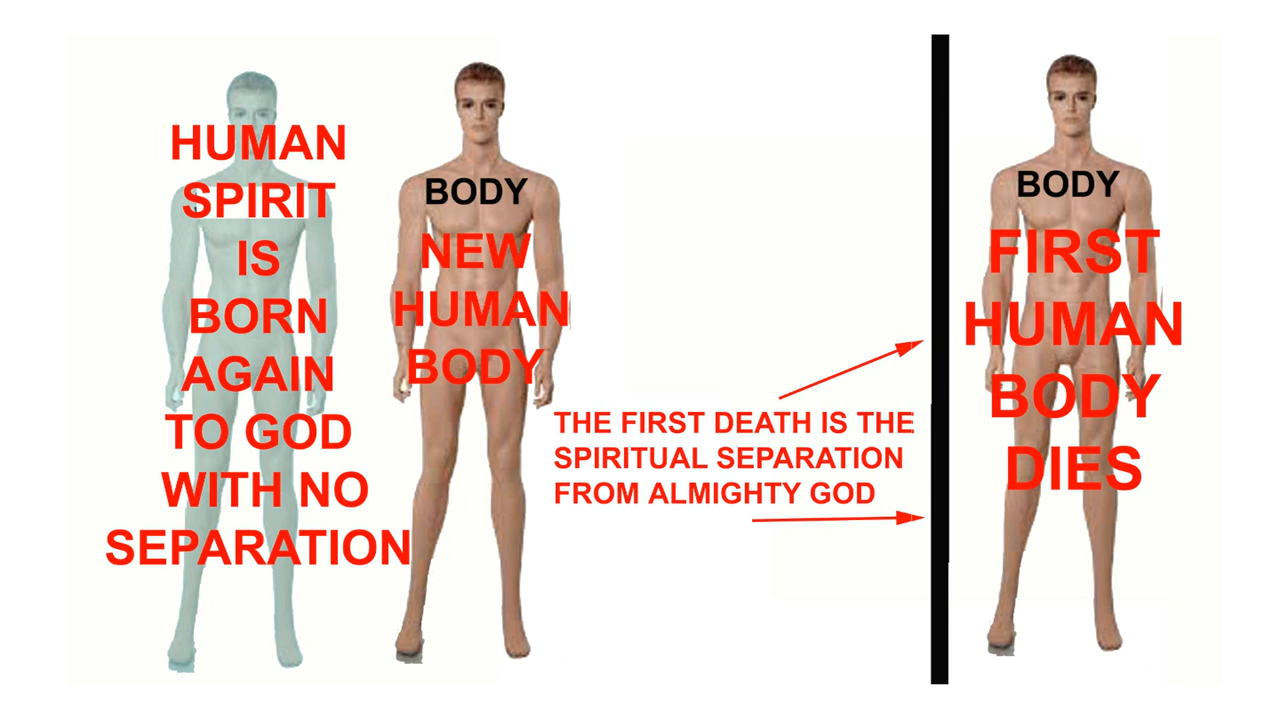 HUMAN
SPIRIT
IS
BORN
AGAIN
TO GOD
WITH NO
SEPARATION
BODY
NEW
HUMAN
BODY
THE FIRST DEATH IS THE
SPIRITUAL SEPARATION
FROM ALMIGHTY GOD
BODY
FIRST
HUMAN
BODY
DIES